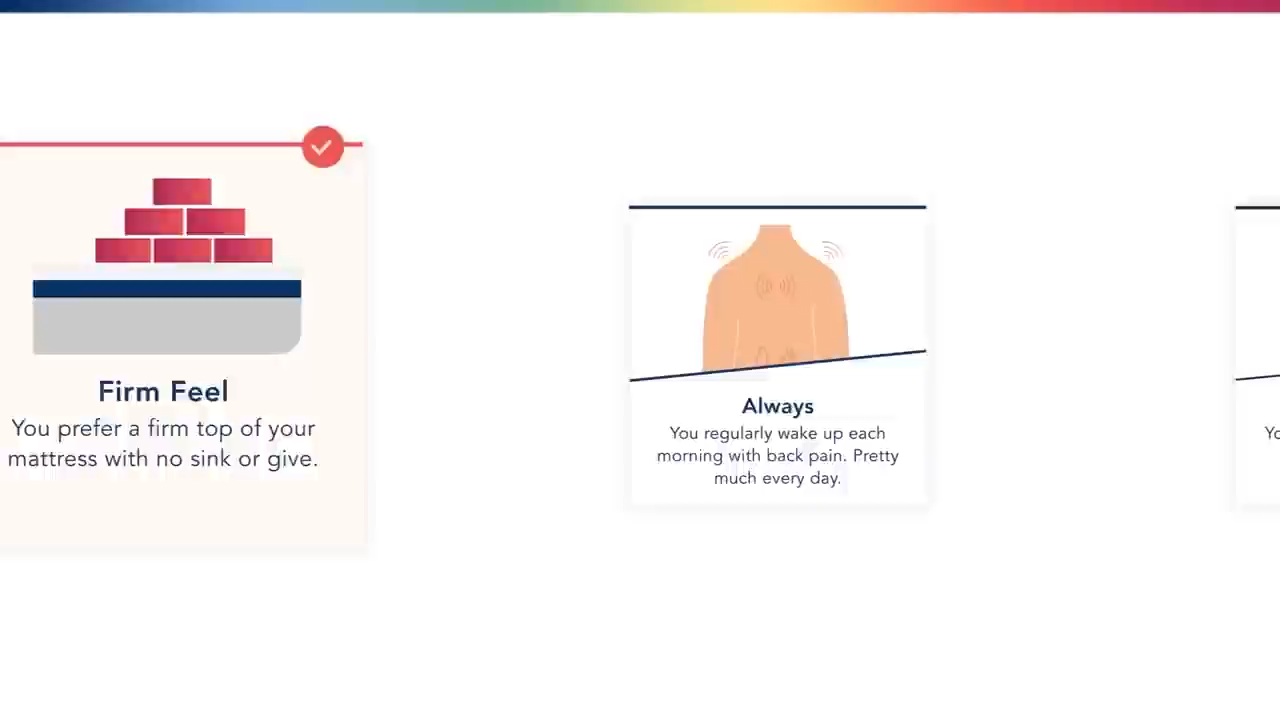 Firm Feel
You prefer a firm top of your
mattress with no sink or give.
Always
You regularly wake up each
morning with back pain. Pretty
much every day.